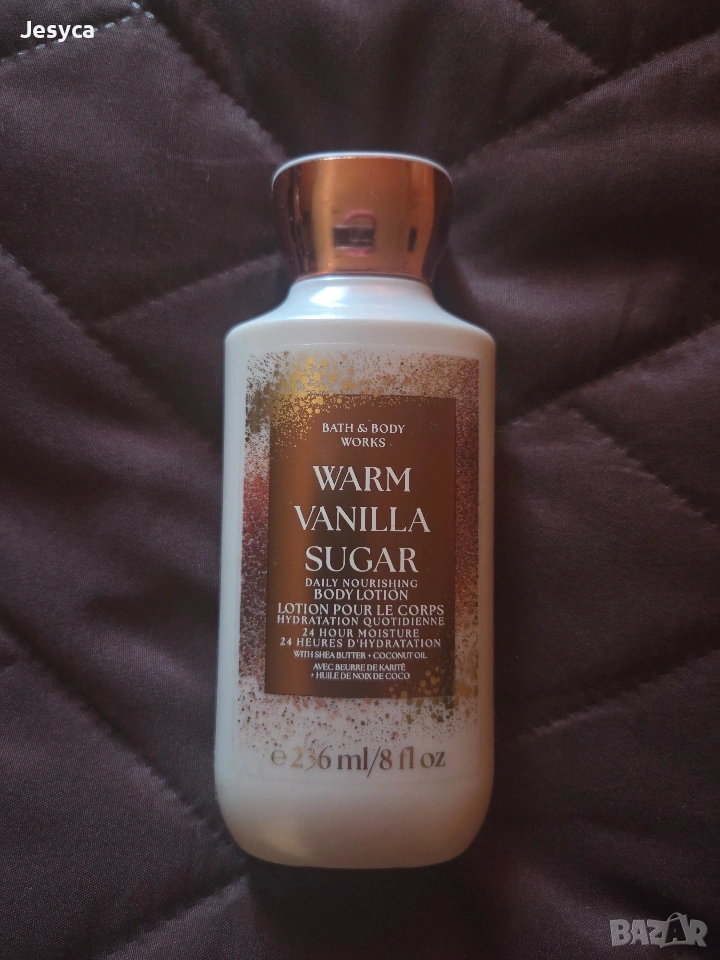 Jesyca
BATH & BODY
WORKS
WARM
VANILLA
SUGAR
DAILY NOURISHING
BODY LOTION
LOTION POUR LE CORPS
HYDRATATION QUOTIDIENNE
24 HOUR MOISTURE
24 HEURES D'HYDRATATION
WITH SHEA BUTTER + COCONUT OIL
AVEC BEURRE DE KARITÉ
+ HUILE DE NOIX DE COCO
e 236 ml/8 fl oz
BAZAR